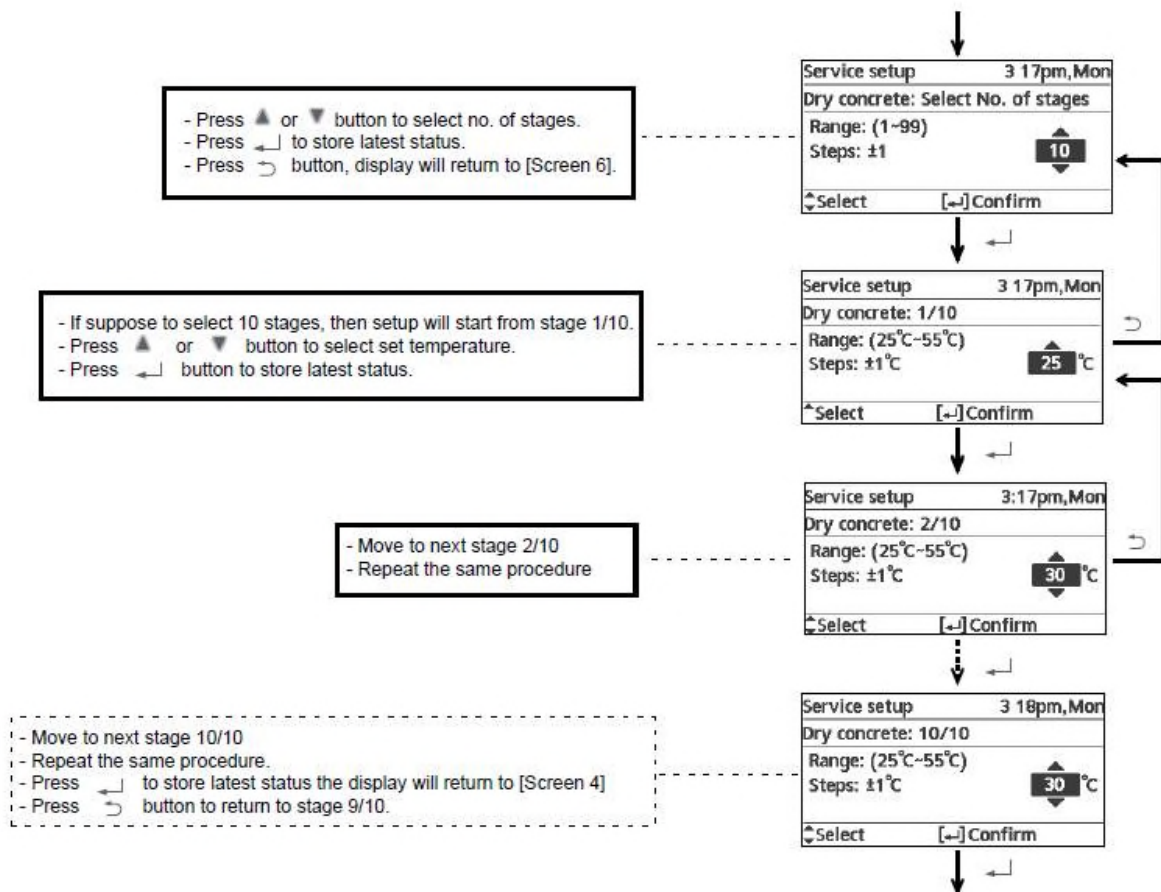 Service setup 3 17pm,Mon
Dry concrete: Select No. of stages
Range: (1~99)
Steps: ±1
10
Select [↵]Confirm
- Press ▲ or ▼ button to select no. of stages.
- Press ↵ to store latest status.
- Press ⮌ button, display will return to [Screen 6].
Service setup 3 17pm,Mon
Dry concrete: 1/10
Range: (25°C~55°C)
Steps: ±1°C
25 °C
Select [↵]Confirm
- If suppose to select 10 stages, then setup will start from stage 1/10.
- Press ▲ or ▼ button to select set temperature.
- Press ↵ button to store latest status.
Service setup 3:17pm,Mon
Dry concrete: 2/10
Range: (25°C~55°C)
Steps: ±1°C
30 °C
Select [↵]Confirm
- Move to next stage 2/10
- Repeat the same procedure
Service setup 3 18pm,Mon
Dry concrete: 10/10
Range: (25°C~55°C)
Steps: ±1°C
30 °C
Select [↵]Confirm
- Move to next stage 10/10
- Repeat the same procedure.
- Press ↵ to store latest status the display will return to [Screen 4]
- Press ⮌ button to return to stage 9/10.